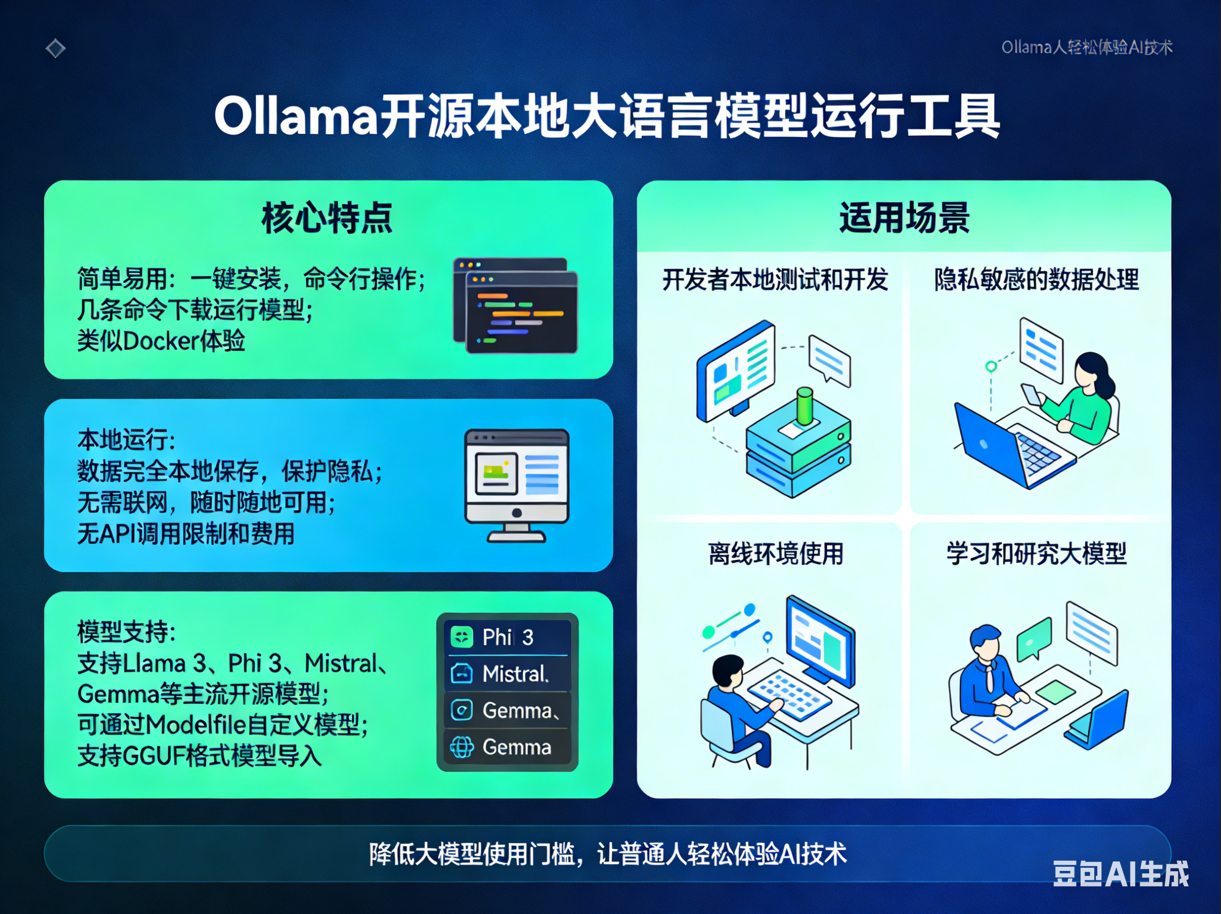 Ollama人轻松体验AI技术
Ollama开源本地大语言模型运行工具
核心特点
简单易用：一键安装，命令行操作；
几条命令下载运行模型；
类似Docker体验
本地运行：
数据完全本地保存，保护隐私；
无需联网，随时随地可用；
无API调用限制和费用
模型支持：
支持Llama 3、Phi 3、Mistral、
Gemma等主流开源模型；
可通过Modelfile自定义模型；
支持GGUF格式模型导入
Phi 3
Mistral、
Gemma、
Gemma
适用场景
开发者本地测试和开发
隐私敏感的数据处理
离线环境使用
学习和研究大模型
降低大模型使用门槛，让普通人轻松体验AI技术
豆包AI生成